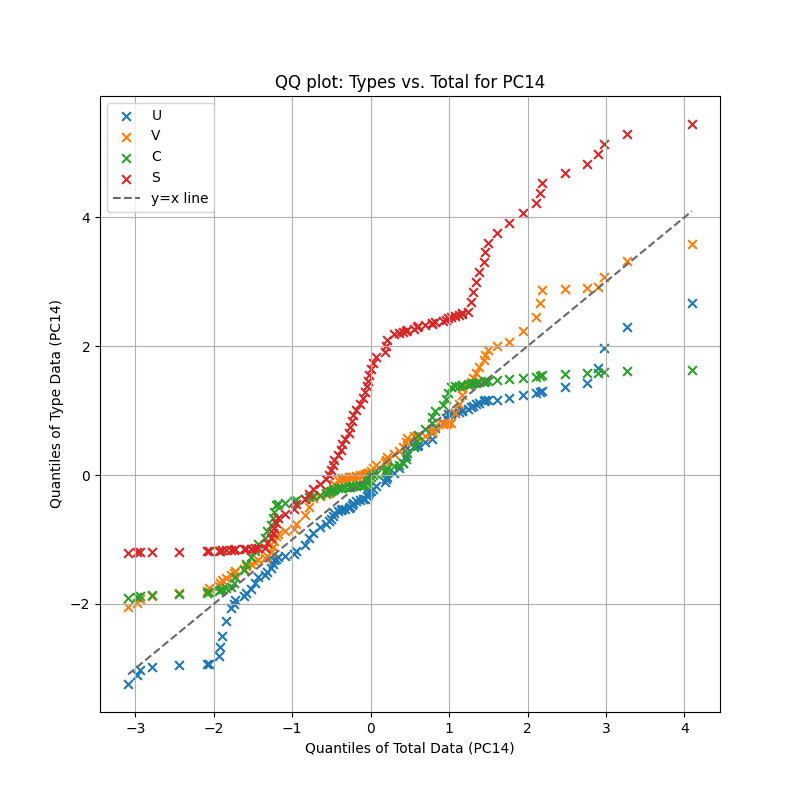 QQ plot: Types vs. Total for PC14
U
V
C
S
y=x line
Quantiles of Type Data (PC14)
4
2
0
−2
−3
−2
−1
0
1
2
3
4
Quantiles of Total Data (PC14)